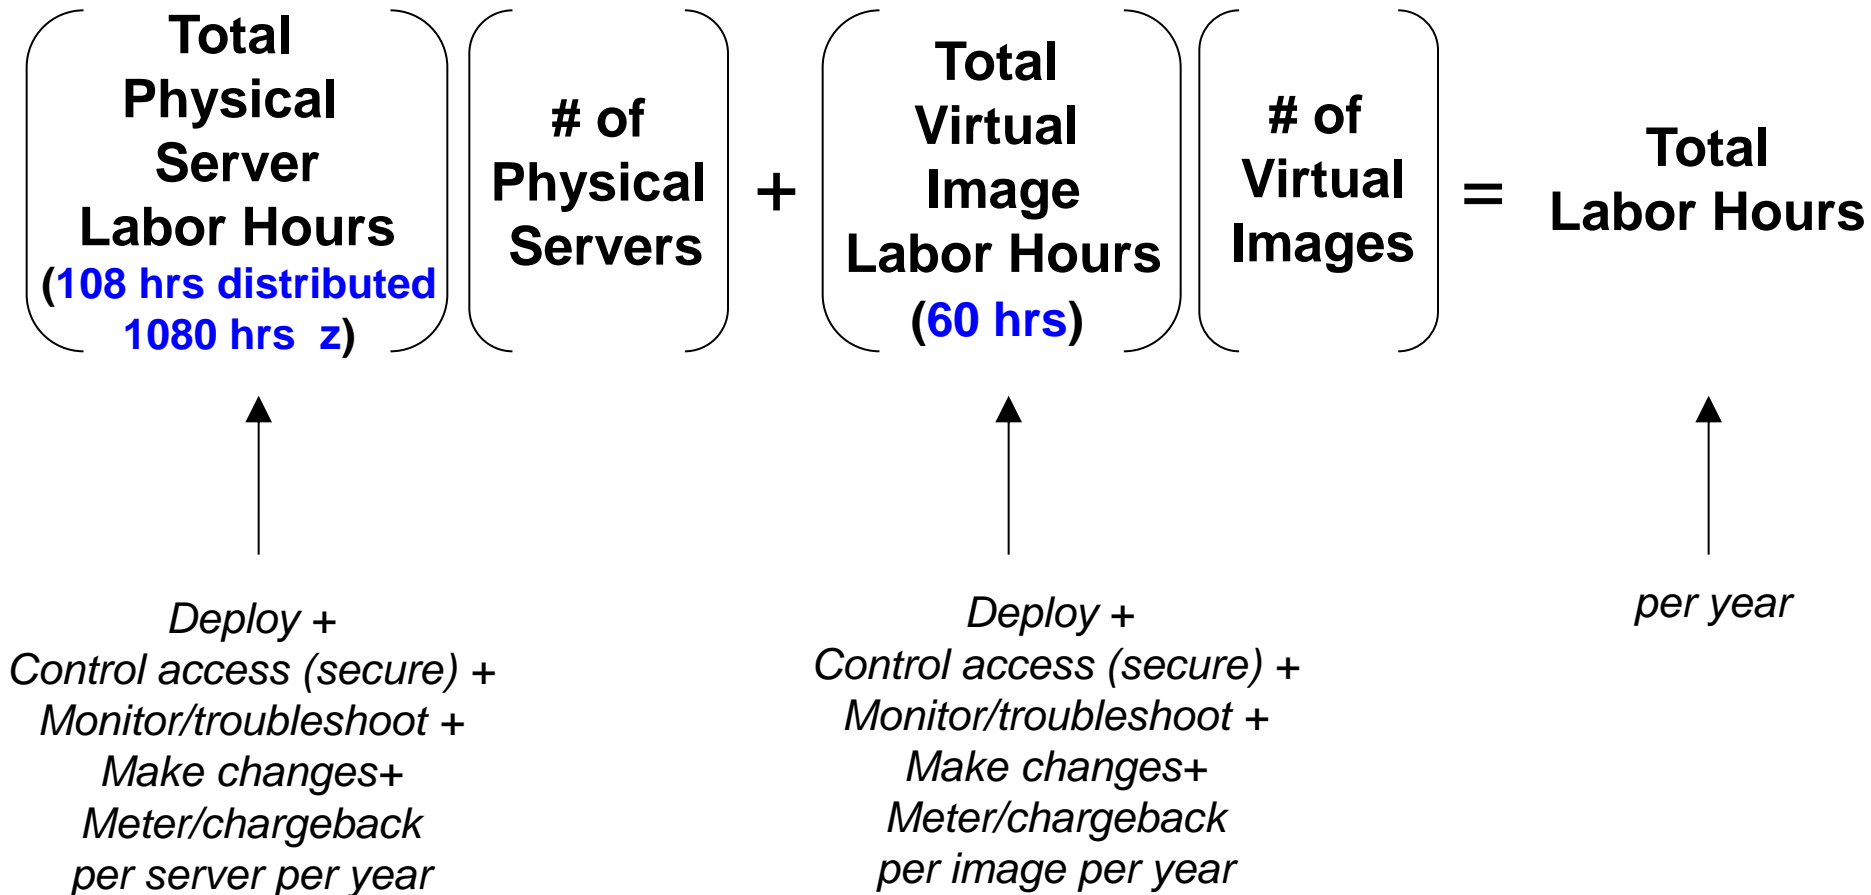 Total
Physical
Server
Labor Hours
(108 hrs distributed
1080 hrs  z)
# of
Physical
Servers
+
Total
Virtual
Image
Labor Hours
(60 hrs)
# of
Virtual
Images
=
Total
Labor Hours
Deploy +
Control access (secure) +
Monitor/troubleshoot +
Make changes+
Meter/chargeback
per server per year
Deploy +
Control access (secure) +
Monitor/troubleshoot +
Make changes+
Meter/chargeback
per image per year
per year